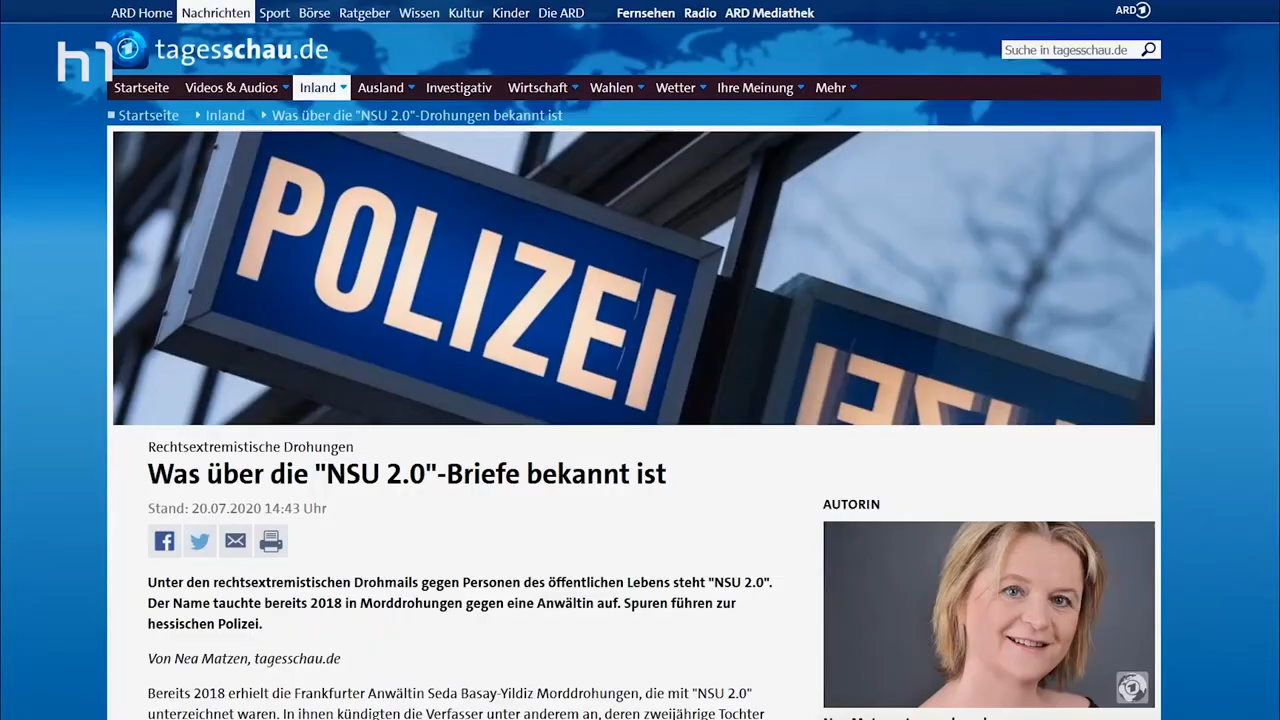 ARD Home Nachrichten Sport Börse Ratgeber Wissen Kultur Kinder Die ARD Fernsehen Radio ARD Mediathek ARD 1
h1 tagesschau.de Suche in tagesschau.de
Startseite Videos & Audios Inland Ausland Investigativ Wirtschaft Wahlen Wetter Ihre Meinung Mehr
Startseite Inland Was über die "NSU 2.0"-Drohungen bekannt ist
POLIZEI
Rechtsextremistische Drohungen
Was über die "NSU 2.0"-Briefe bekannt ist
Stand: 20.07.2020 14:43 Uhr
AUTORIN
Unter den rechtsextremistischen Drohmails gegen Personen des öffentlichen Lebens steht "NSU 2.0".
Der Name tauchte bereits 2018 in Morddrohungen gegen eine Anwältin auf. Spuren führen zur
hessischen Polizei.
Von Nea Matzen, tagesschau.de
Bereits 2018 erhielt die Frankfurter Anwältin Seda Basay-Yildiz Morddrohungen, die mit "NSU 2.0"
unterzeichnet waren. In ihnen kündigten die Verfasser unter anderem an, deren zweijährige Tochter